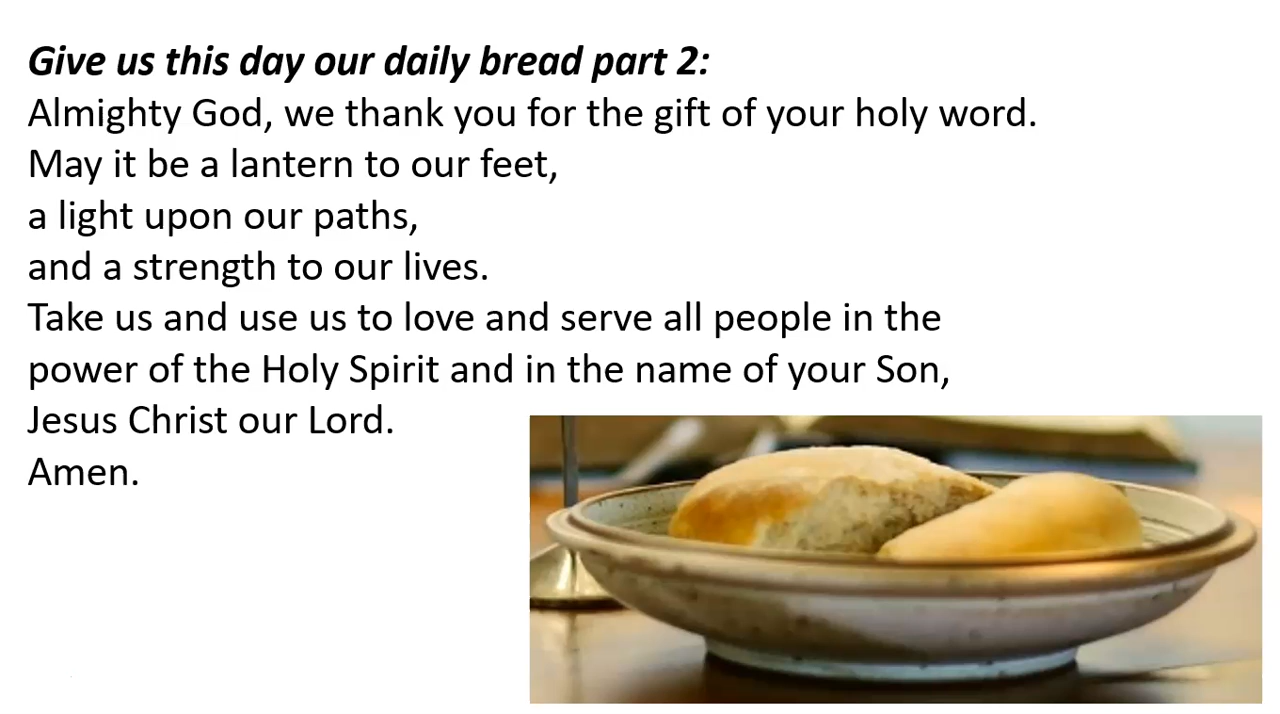 Give us this day our daily bread part 2:
Almighty God, we thank you for the gift of your holy word.
May it be a lantern to our feet,
a light upon our paths,
and a strength to our lives.
Take us and use us to love and serve all people in the
power of the Holy Spirit and in the name of your Son,
Jesus Christ our Lord.
Amen.